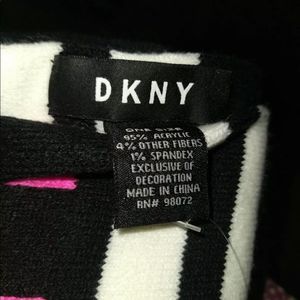 DKNY
ONE SIZE
95% ACRYLIC
4% OTHER FIBERS
1% SPANDEX
EXCLUSIVE OF
DECORATION
MADE IN CHINA
RN# 98072